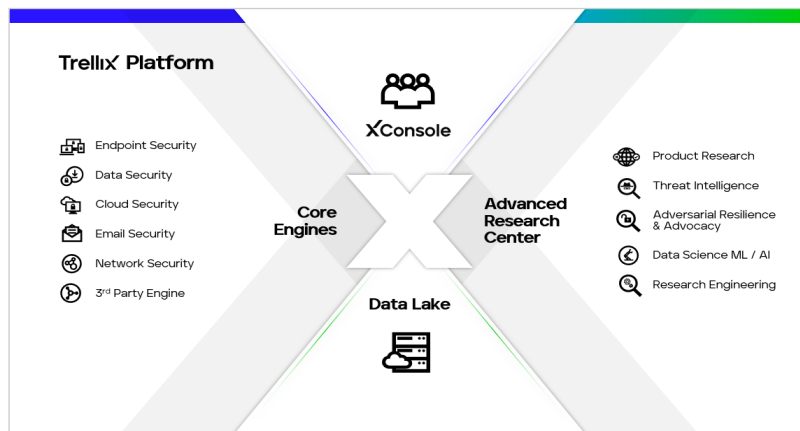 Trellix Platform
XConsole
Endpoint Security
Data Security
Cloud Security
Email Security
Network Security
3rd Party Engine
Core
Engines
Advanced
Research
Center
Data Lake
Product Research
Threat Intelligence
Adversarial Resilience
& Advocacy
Data Science ML / AI
Research Engineering